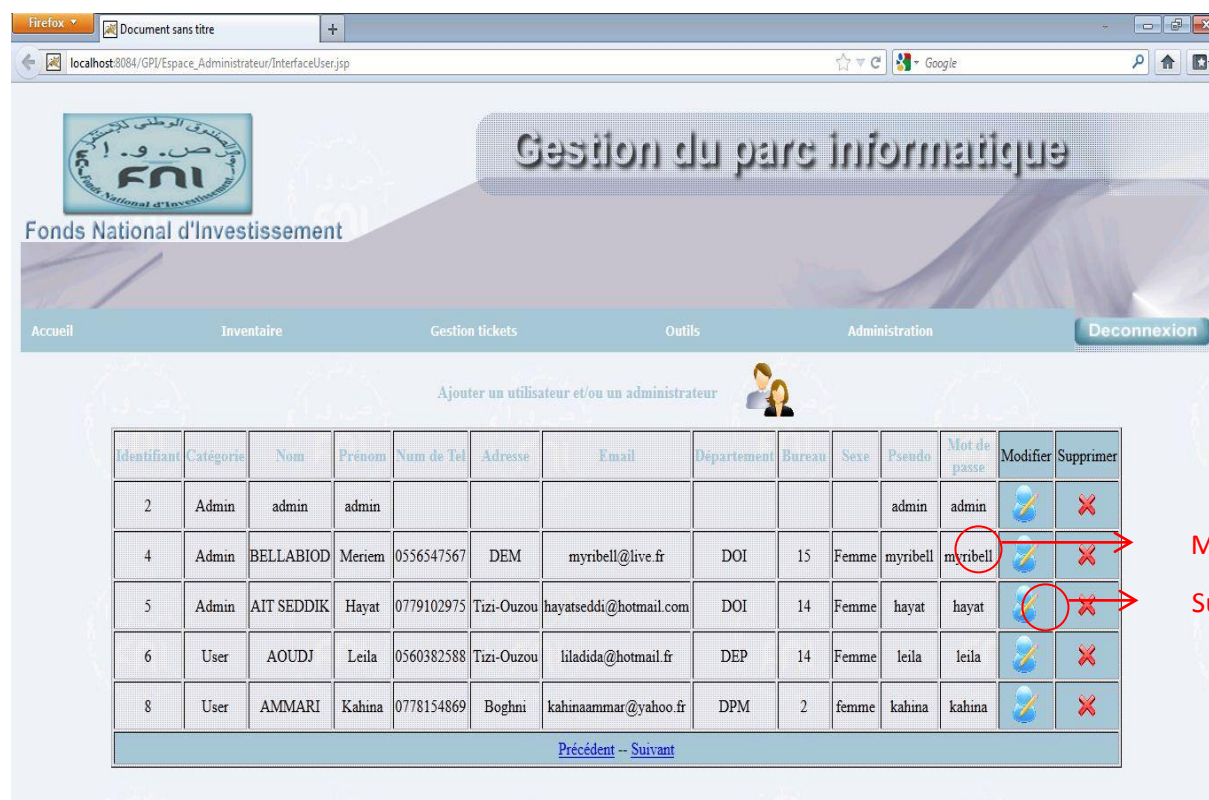 Firefox
Document sans titre
+
localhost:8084/GPI/Espace_Administrateur/InterfaceUser.jsp
Google
ص. و. إ
FNI
Fonds National d'Investissement
Gestion du parc informatique
Accueil Inventaire Gestion tickets Outils Administration Deconnexion
Ajouter un utilisateur et/ou un administrateur
Identifiant Catégorie Nom Prénom Num de Tel Adresse Email Département Bureau Sexe Pseudo Mot de passe Modifier Supprimer
2 Admin admin admin admin admin
4 Admin BELLABIOD Meriem 0556547567 DEM myribell@live.fr DOI 15 Femme myribell myribell
M
5 Admin AIT SEDDIK Hayat 0779102975 Tizi-Ouzou hayatseddi@hotmail.com DOI 14 Femme hayat hayat
Su
6 User AOUDJ Leila 0560382588 Tizi-Ouzou liladida@hotmail.fr DEP 14 Femme leila leila
8 User AMMARI Kahina 0778154869 Boghni kahinaammar@yahoo.fr DPM 2 femme kahina kahina
Précédent -- Suivant